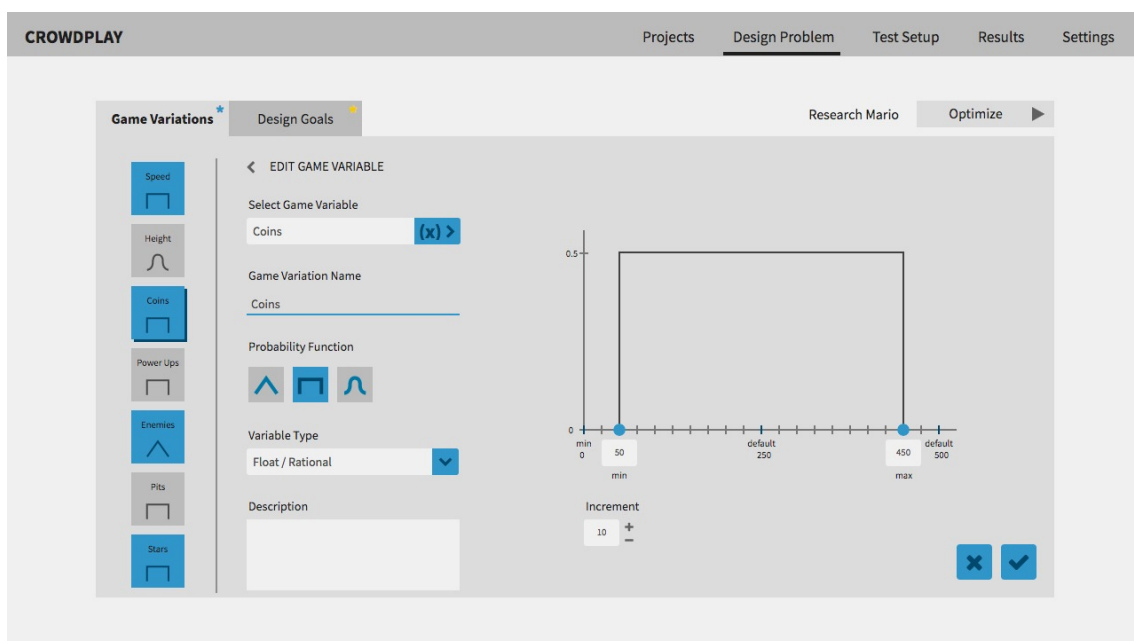 CROWDPLAY
Projects
Design Problem
Test Setup
Results
Settings
Game Variations *
Design Goals *
Research Mario
Optimize
Speed
Height
Coins
Power Ups
Enemies
Pits
Stars
EDIT GAME VARIABLE
Select Game Variable
Coins
(x) >
Game Variation Name
Coins
Probability Function
Variable Type
Float / Rational
Description
0.5
0
min
0
50
min
default
250
450
max
default
500
Increment
10
+
−